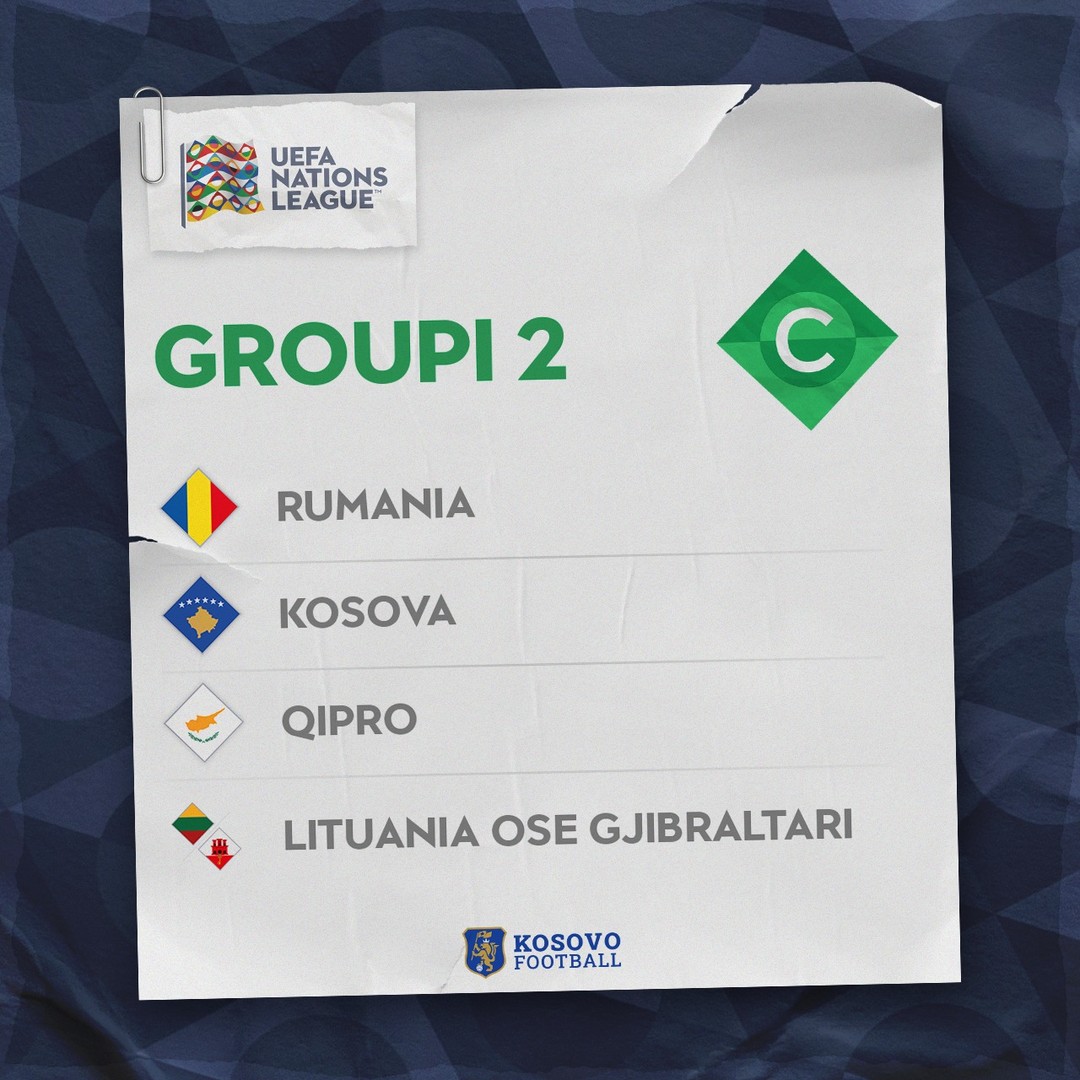 UEFA
NATIONS
LEAGUE™
GROUPI 2
C
RUMANIA
KOSOVA
QIPRO
LITUANIA OSE GJIBRALTARI
KOSOVO
FOOTBALL